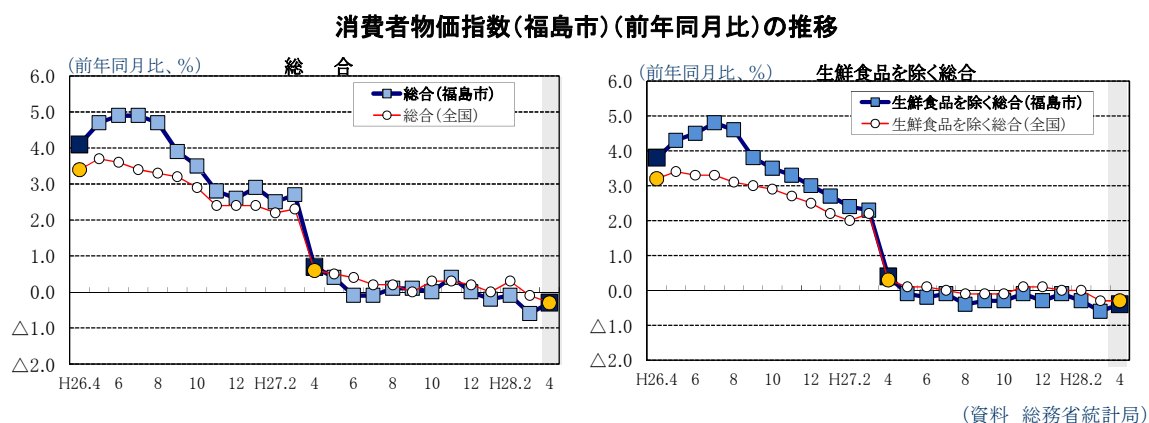 消費者物価指数（福島市）（前年同月比）の推移
（前年同月比、％）
総　合
総合（福島市）
総合（全国）
6.0
5.0
4.0
3.0
2.0
1.0
0.0
△1.0
△2.0
H26.4 6 8 10 12 H27.2 4 6 8 10 12 H28.2 4
（前年同月比、％）
生鮮食品を除く総合
生鮮食品を除く総合（福島市）
生鮮食品を除く総合（全国）
6.0
5.0
4.0
3.0
2.0
1.0
0.0
△1.0
△2.0
H26.4 6 8 10 12 H27.2 4 6 8 10 12 H28.2 4
（資料　総務省統計局）